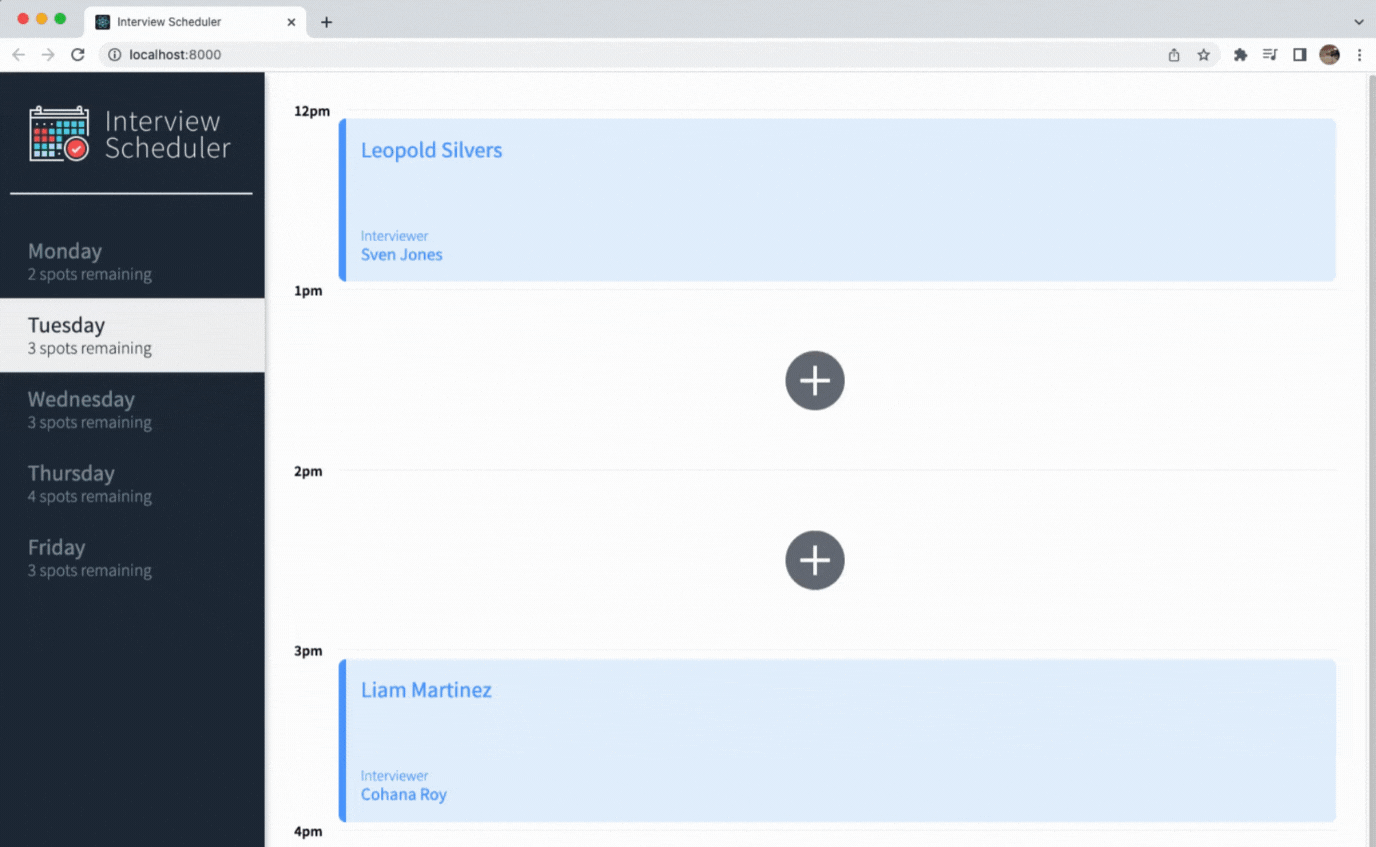 Interview Scheduler
localhost:8000
Interview
Scheduler
Monday
2 spots remaining
Tuesday
3 spots remaining
Wednesday
3 spots remaining
Thursday
4 spots remaining
Friday
3 spots remaining
12pm
Leopold Silvers
Interviewer
Sven Jones
1pm
2pm
3pm
Liam Martinez
Interviewer
Cohana Roy
4pm